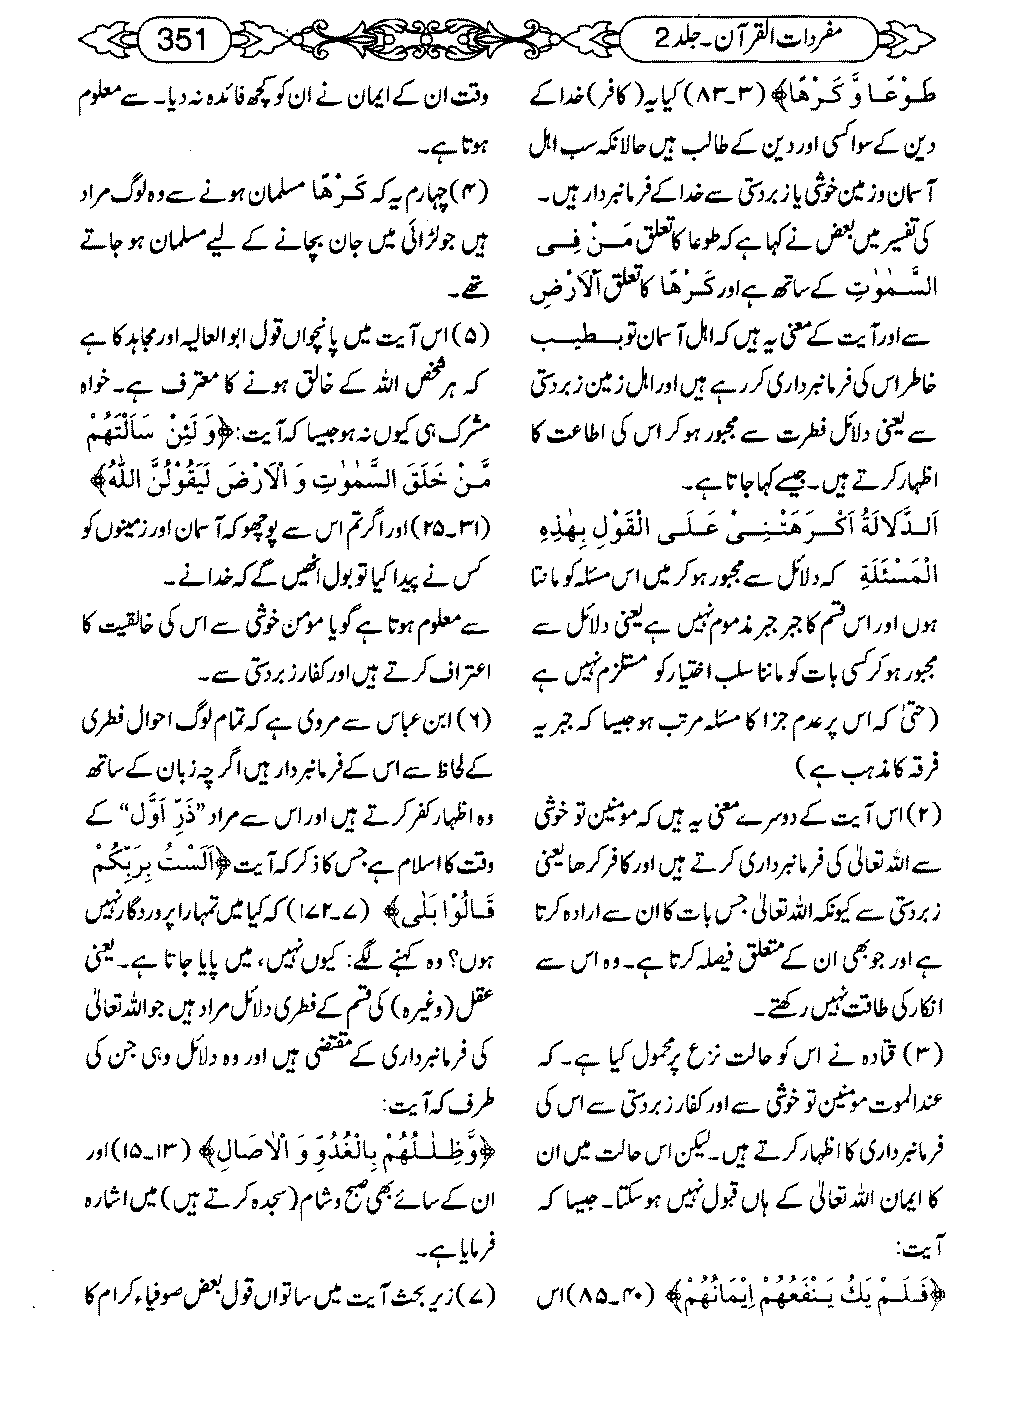 مفردات القرآن۔جلد 2
351
طَوْعًا وَّ كَرْهًا﴾ (۳۔۸۳) کیا یہ (کافر) خدا کے
دین کے سوا کسی اور دین کے طالب ہیں حالانکہ سب اہل
آسمان وزمین خوشی یا زبردستی سے خدا کے فرمانبردار ہیں۔
کی تفسیر میں بعض نے کہا ہے کہ طوعا کا تعلق مَنْ فِی
السَّمٰوٰتِ کے ساتھ ہے اور كَرْهًا کا تعلق اَلْاَرْضِ
سے اور آیت کے معنی یہ ہیں کہ اہل آسمان تو بطیب
خاطر اس کی فرمانبرداری کر رہے ہیں اور اہل زمین زبردستی
سے یعنی دلائل فطرت سے مجبور ہو کر اس کی اطاعت کا
اظہار کرتے ہیں۔ جیسے کہا جاتا ہے۔
اَلدَّلَالَةُ اَكْرَهَتْنِیْ عَلَی الْقَوْلِ بِهٰذِهِ
الْمَسْئَلَةِ کہ دلائل سے مجبور ہو کر میں اس مسئلہ کو مانتا
ہوں اور اس قسم کا جبر جبر مذموم نہیں ہے یعنی دلائل سے
مجبور ہو کر کسی بات کو ماننا سلب اختیار کو مستلزم نہیں ہے
(حتیٰ کہ اس پر عدم جزا کا مسئلہ مرتب ہو جیسا کہ جبریہ
فرقہ کا مذہب ہے)
(۲) اس آیت کے دوسرے معنی یہ ہیں کہ مومنین تو خوشی
سے اللہ تعالیٰ کی فرمانبرداری کرتے ہیں اور کافر کرھا یعنی
زبردستی سے کیونکہ اللہ تعالیٰ جس بات کا ان سے ارادہ کرتا
ہے اور جو بھی ان کے متعلق فیصلہ کرتا ہے۔ وہ اس سے
انکار کی طاقت نہیں رکھتے۔
(۳) قتادہ نے اس کو حالت نزع پر محمول کیا ہے۔ کہ
عندالموت مومنین تو خوشی سے اور کفار زبردستی سے اس کی
فرمانبرداری کا اظہار کرتے ہیں۔ لیکن اس حالت میں ان
کا ایمان اللہ تعالیٰ کے ہاں قبول نہیں ہو سکتا۔ جیسا کہ
آیت:
﴿فَلَمْ يَكُ يَنْفَعُهُمْ اِيْمَانُهُمْ﴾ (۴۰۔۸۵) اس
وقت ان کے ایمان نے ان کو کچھ فائدہ نہ دیا۔ سے معلوم
ہوتا ہے۔
(۴) چہارم یہ کہ كَرْهًا مسلمان ہونے سے وہ لوگ مراد
ہیں جو لڑائی میں جان بچانے کے لیے مسلمان ہو جاتے
تھے۔
(۵) اس آیت میں پانچواں قول ابو العالیہ اور مجاہد کا ہے
کہ ہر شخص اللہ کے خالق ہونے کا معترف ہے۔ خواہ
مشرک ہی کیوں نہ ہو جیسا کہ آیت: ﴿وَ لَئِنْ سَاَلْتَهُمْ
مَّنْ خَلَقَ السَّمٰوٰتِ وَ الْاَرْضَ لَيَقُوْلُنَّ اللّٰهُ﴾
(۳۱۔۲۵) اور اگر تم اس سے پوچھو کہ آسمان اور زمینوں کو
کس نے پیدا کیا تو بول اٹھیں گے کہ خدا نے۔
سے معلوم ہوتا ہے گویا مؤمن خوشی سے اس کی خالقیت کا
اعتراف کرتے ہیں اور کفار زبردستی سے۔
(۶) ابن عباس سے مروی ہے کہ تمام لوگ احوال فطری
کے لحاظ سے اس کے فرمانبردار ہیں اگرچہ زبان کے ساتھ
وہ اظہار کفر کرتے ہیں اور اس سے مراد ”ذَرِّ اَوَّل“ کے
وقت کا اسلام ہے جس کا ذکر کہ آیت ﴿اَلَسْتُ بِرَبِّكُمْ
قَالُوْا بَلٰی﴾ (۷۔۱۷۲) کہ کیا میں تمہارا پروردگار نہیں
ہوں؟ وہ کہنے لگے: کیوں نہیں، میں پایا جاتا ہے۔ یعنی
عقل (وغیرہ) کی قسم کے فطری دلائل مراد ہیں جو اللہ تعالیٰ
کی فرمانبرداری کے مقتضی ہیں اور وہ دلائل وہی جن کی
طرف کہ آیت:
﴿وَّظِلٰلُهُمْ بِالْغُدُوِّ وَ الْاٰصَالِ﴾ (۱۳۔۱۵) اور
ان کے سائے بھی صبح و شام (سجدہ کرتے ہیں) میں اشارہ
فرمایا ہے۔
(۷) زیر بحث آیت میں ساتواں قول بعض صوفیاء کرام کا